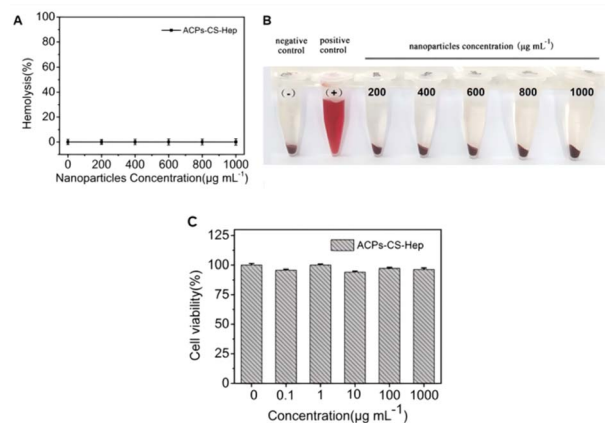 A
ACPs-CS-Hep
Hemolysis(%)
100
80
60
40
20
0
0 200 400 600 800 1000
Nanoparticles Concentration(μg mL-1)
B
negative control
positive control
nanoparticles concentration (μg mL-1)
(-) (+) 200 400 600 800 1000
C
ACPs-CS-Hep
Cell viability(%)
125
100
75
50
25
0
0 0.1 1 10 100 1000
Concentration(μg mL-1)